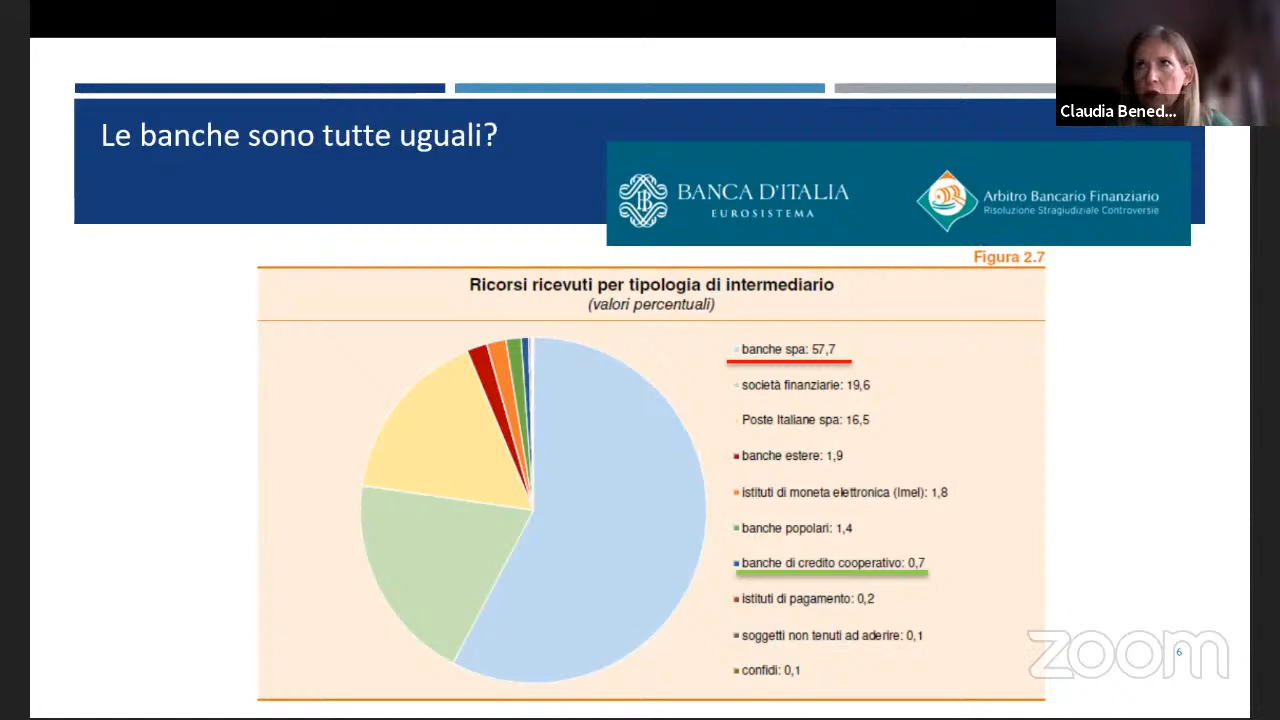 Claudia Bened...
Le banche sono tutte uguali?
BANCA D'ITALIA
EUROSISTEMA
Arbitro Bancario Finanziario
Risoluzione Stragiudiziale Controversie
Figura 2.7
Ricorsi ricevuti per tipologia di intermediario
(valori percentuali)
banche spa: 57,7
società finanziarie: 19,6
Poste Italiane spa: 16,5
banche estere: 1,9
istituti di moneta elettronica (Imel): 1,8
banche popolari: 1,4
banche di credito cooperativo: 0,7
istituti di pagamento: 0,2
soggetti non tenuti ad aderire: 0,1
confidi: 0,1
zoom
6